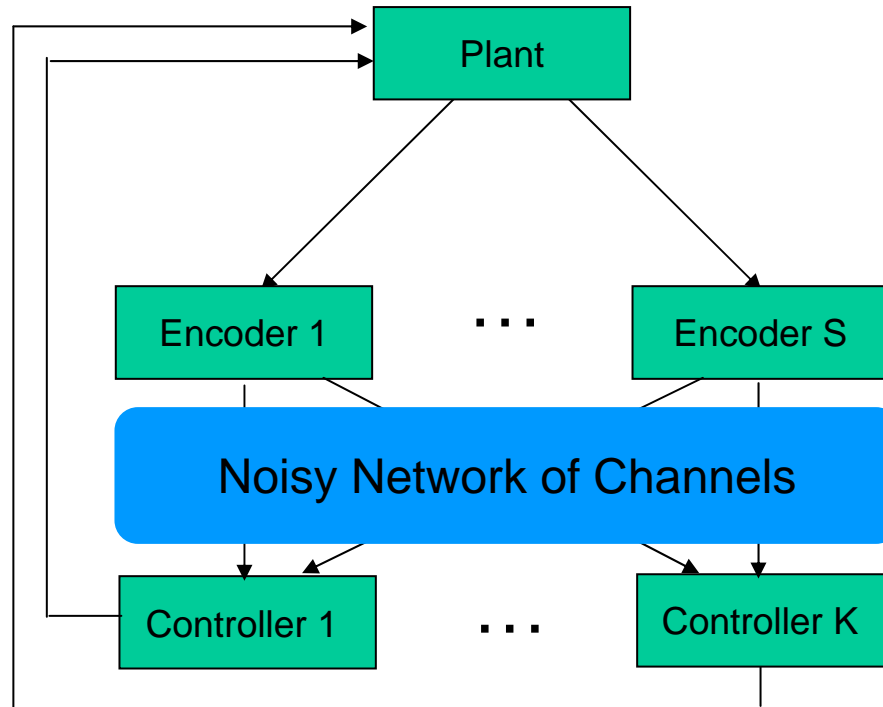 Plant
Encoder 1
...
Encoder S
Noisy Network of Channels
Controller 1
...
Controller K